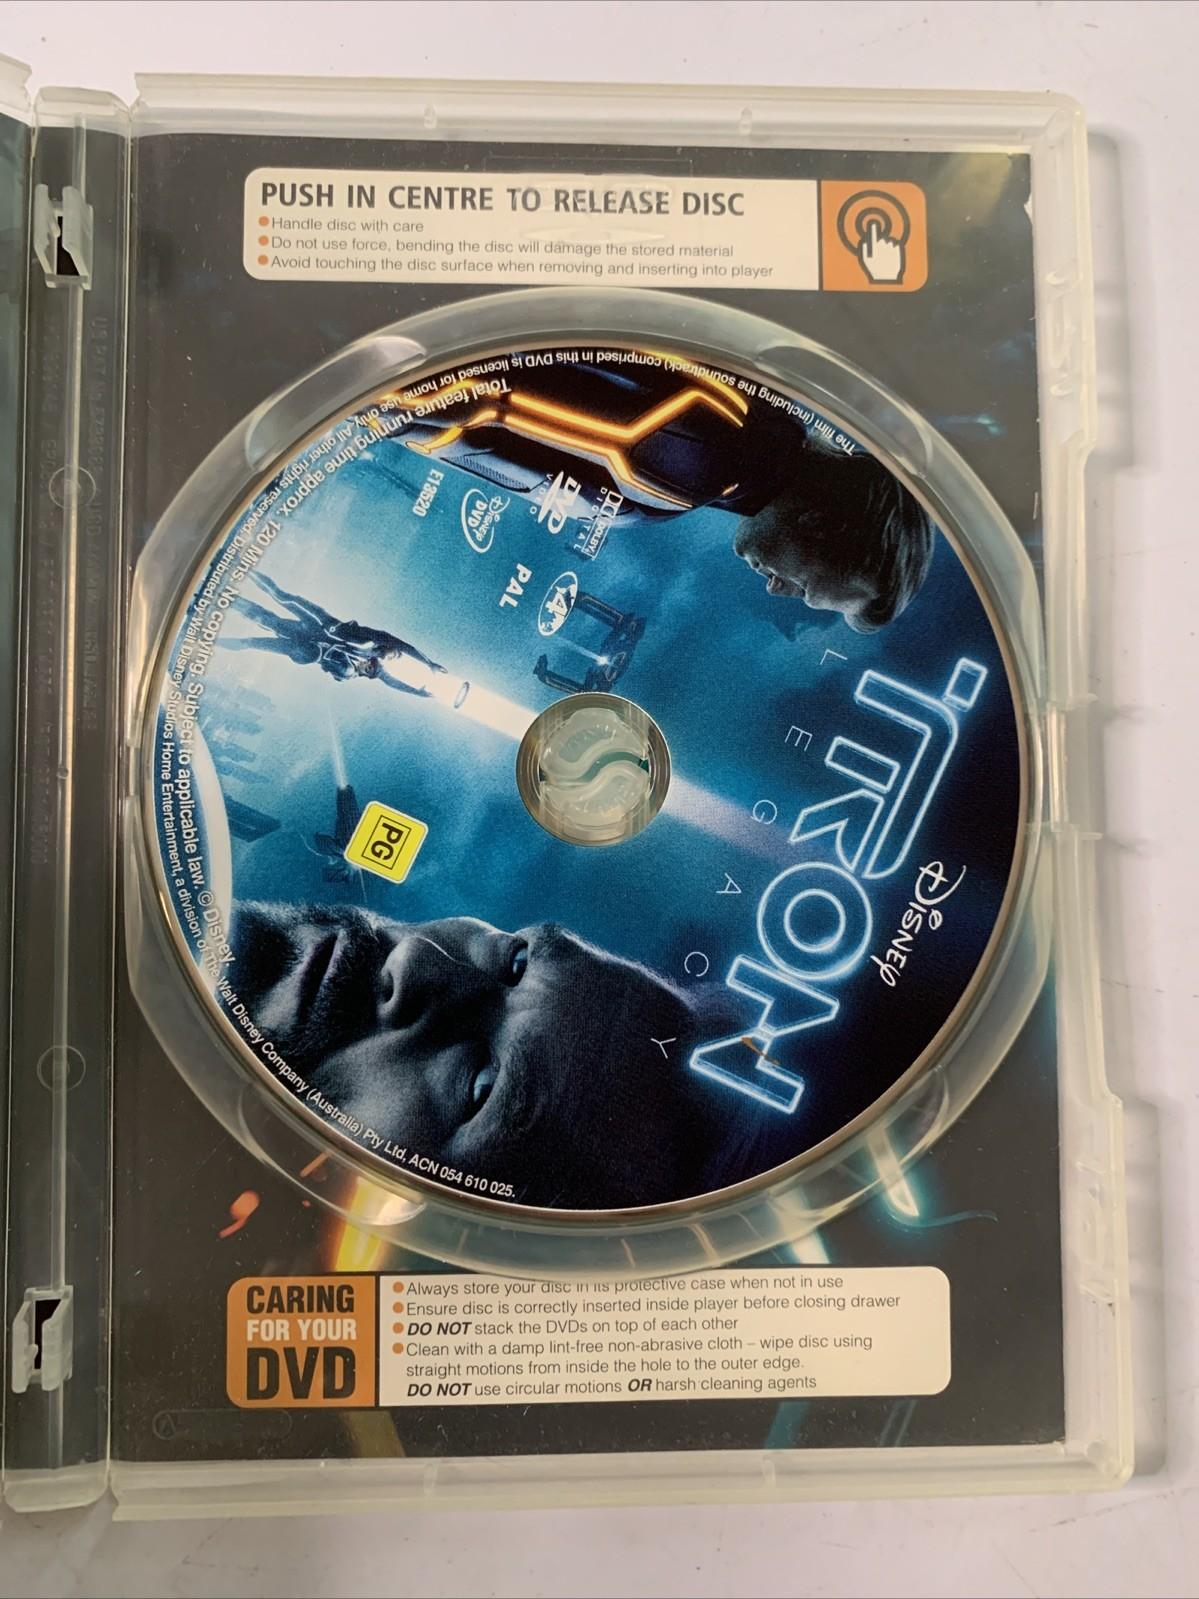 PUSH IN CENTRE TO RELEASE DISC
Handle disc with care
Do not use force, bending the disc will damage the stored material
Avoid touching the disc surface when removing and inserting into player
DISNEY
TRON
LEGACY
DOLBY
DIGITAL
DVD
VIDEO
DISNEY
DVD
E18520
4
PAL
PG
The film (including the soundtrack) comprised in this DVD is licensed for home use only. All other rights reserved. Distributed by Walt Disney Studios Home Entertainment, a division of The Walt Disney Company (Australia) Pty Ltd, ACN 054 610 025.
Total feature running time approx. 120 Mins. No copying. Subject to applicable law. © Disney.
CARING
FOR YOUR
DVD
Always store your disc in its protective case when not in use
Ensure disc is correctly inserted inside player before closing drawer
DO NOT stack the DVDs on top of each other
Clean with a damp lint-free non-abrasive cloth – wipe disc using
straight motions from inside the hole to the outer edge.
DO NOT use circular motions OR harsh cleaning agents